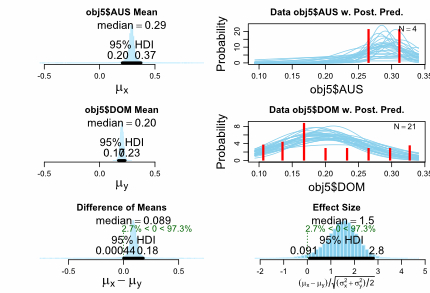 obj5$AUS Mean
median = 0.29
95% HDI
0.20 0.37
-0.5 0.0 0.5
μx
Data obj5$AUS w. Post. Pred.
N = 4
Probability
0 10 20
0.10 0.15 0.20 0.25 0.30 0.35
obj5$AUS
obj5$DOM Mean
median = 0.20
95% HDI
0.17 0.23
-0.5 0.0 0.5
μy
Data obj5$DOM w. Post. Pred.
N = 21
Probability
0 4 8
0.10 0.15 0.20 0.25 0.30 0.35
obj5$DOM
Difference of Means
median = 0.089
2.7% < 0 < 97.3%
95% HDI
0.00044 0.18
-0.5 0.0 0.5
μx − μy
Effect Size
median = 1.5
2.7% < 0 < 97.3%
95% HDI
0.091 2.8
-2 -1 0 1 2 3 4 5
(μx − μy)/√(σx² + σy²)/2